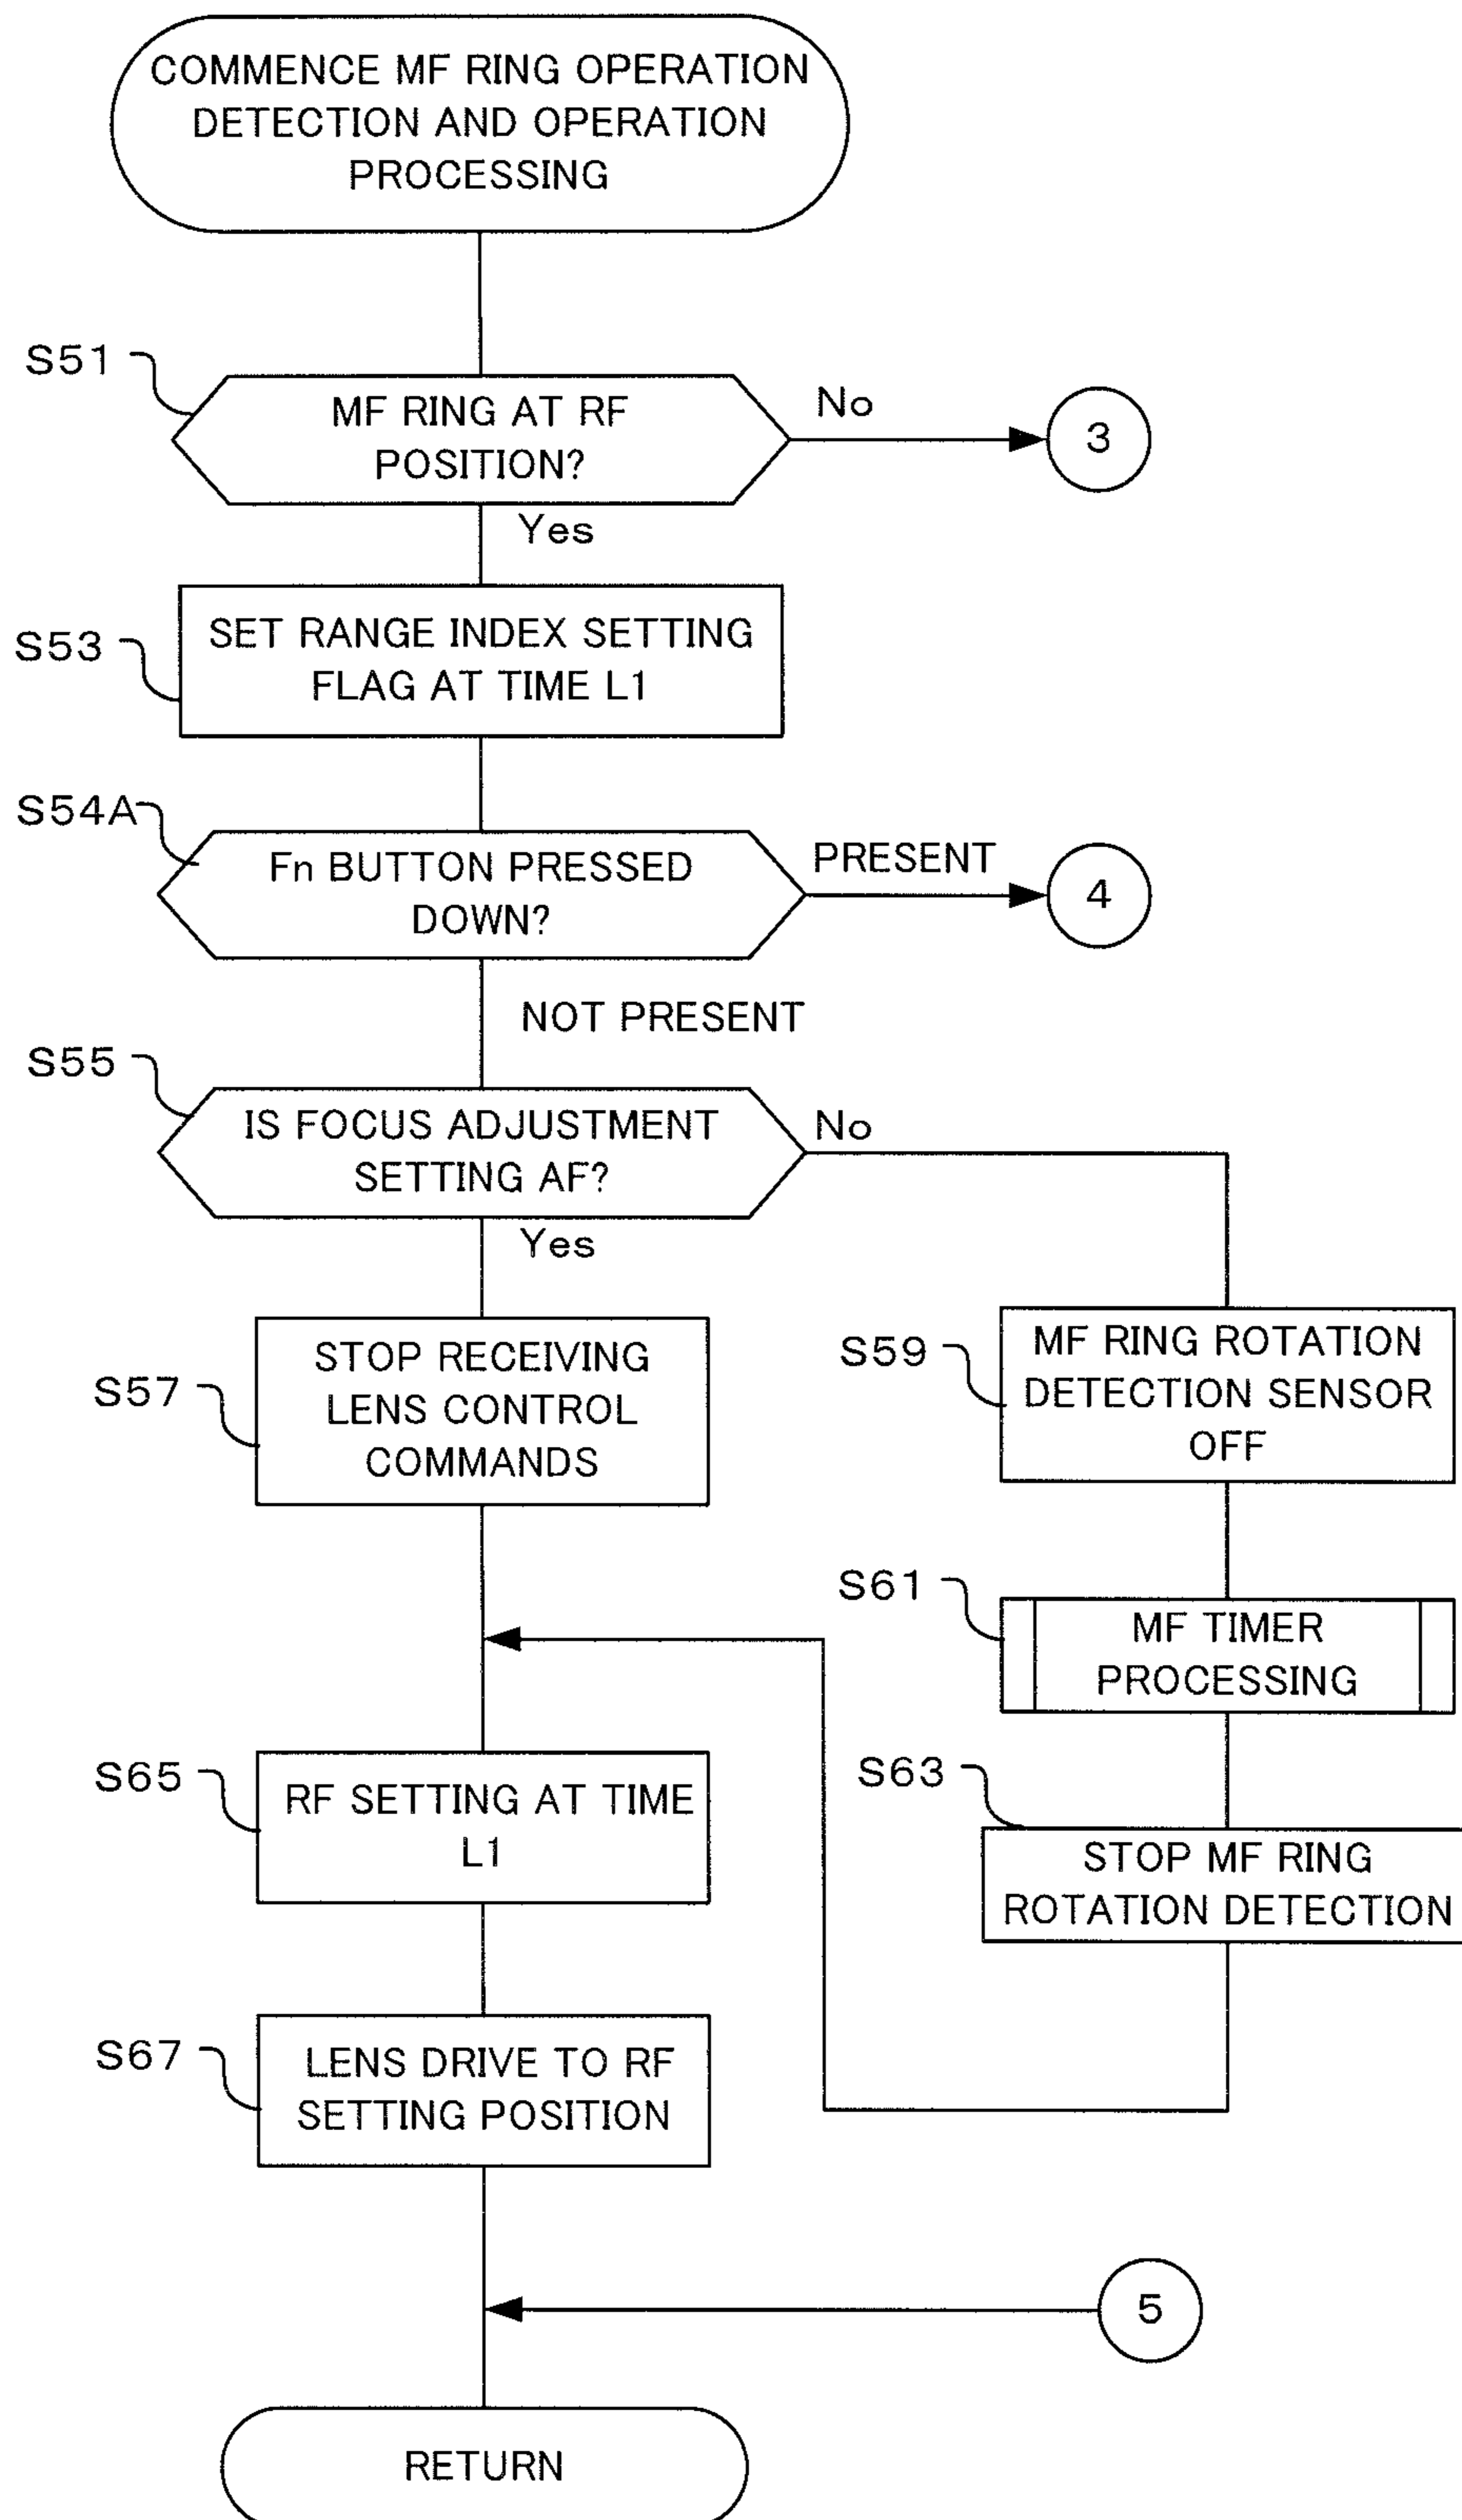 COMMENCE MF RING OPERATION
DETECTION AND OPERATION
PROCESSING
S51
MF RING AT RF
POSITION?
No
3
Yes
S53
SET RANGE INDEX SETTING
FLAG AT TIME L1
S54A
Fn BUTTON PRESSED
DOWN?
PRESENT
4
NOT PRESENT
S55
IS FOCUS ADJUSTMENT
SETTING AF?
No
Yes
S57
STOP RECEIVING
LENS CONTROL
COMMANDS
S59
MF RING ROTATION
DETECTION SENSOR
OFF
S61
MF TIMER
PROCESSING
S63
STOP MF RING
ROTATION DETECTION
S65
RF SETTING AT TIME
L1
S67
LENS DRIVE TO RF
SETTING POSITION
5
RETURN